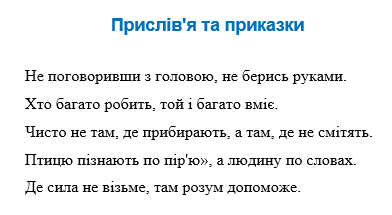 Прислів'я та приказки
Не поговоривши з головою, не берись руками.
Хто багато робить, той і багато вміє.
Чисто не там, де прибирають, а там, де не смітять.
Птицю пізнають по пір'ю», а людину по словах.
Де сила не візьме, там розум допоможе.